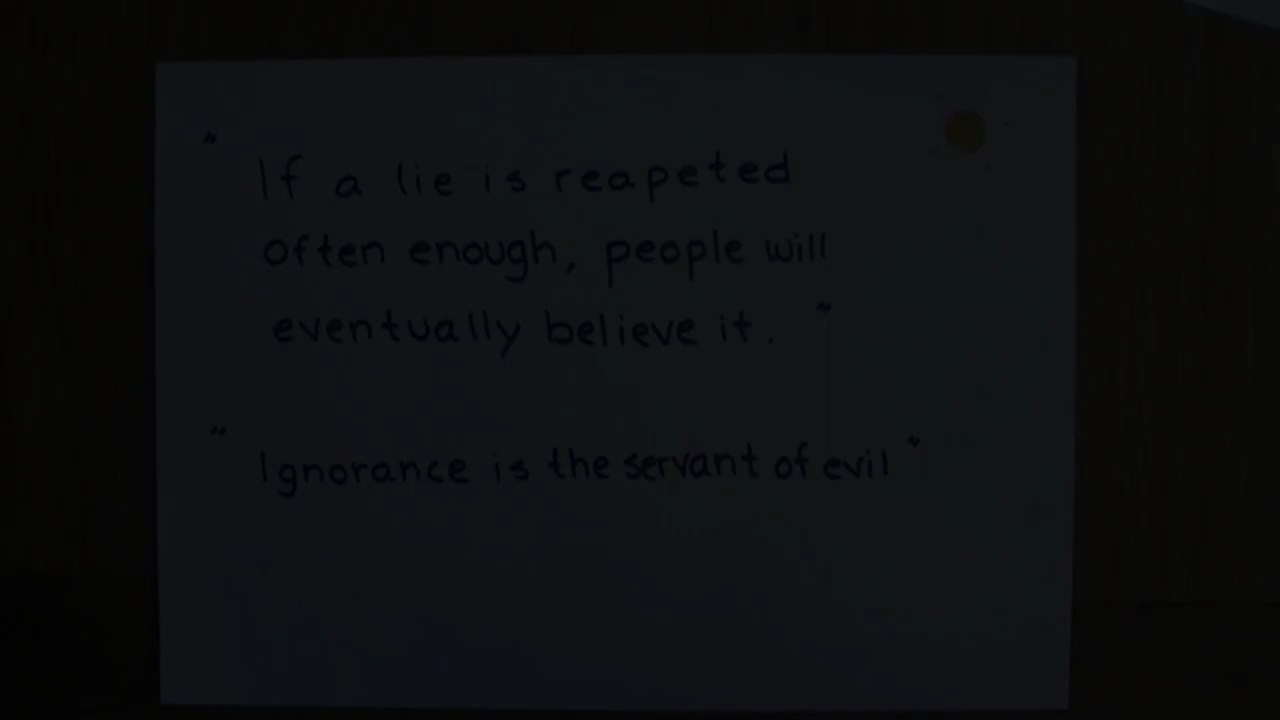 " If a lie is reapeted
often enough, people will
eventually believe it. "
" Ignorance is the servant of evil "